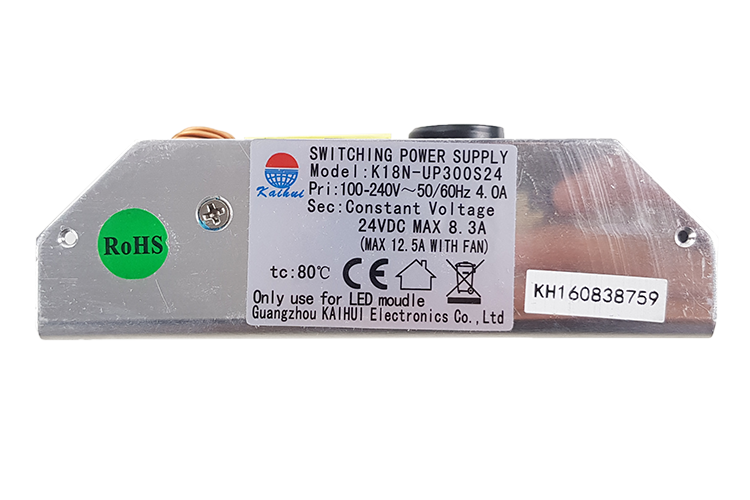 SWITCHING POWER SUPPLY
Model:K18N-UP300S24
Pri:100-240V～50/60Hz 4.0A
Sec:Constant Voltage
24VDC MAX 8.3A
(MAX 12.5A WITH FAN)
Kaihui
tc:80℃ CE
Only use for LED moudle
Guangzhou KAIHUI Electronics Co.,Ltd
RoHS
KH160838759